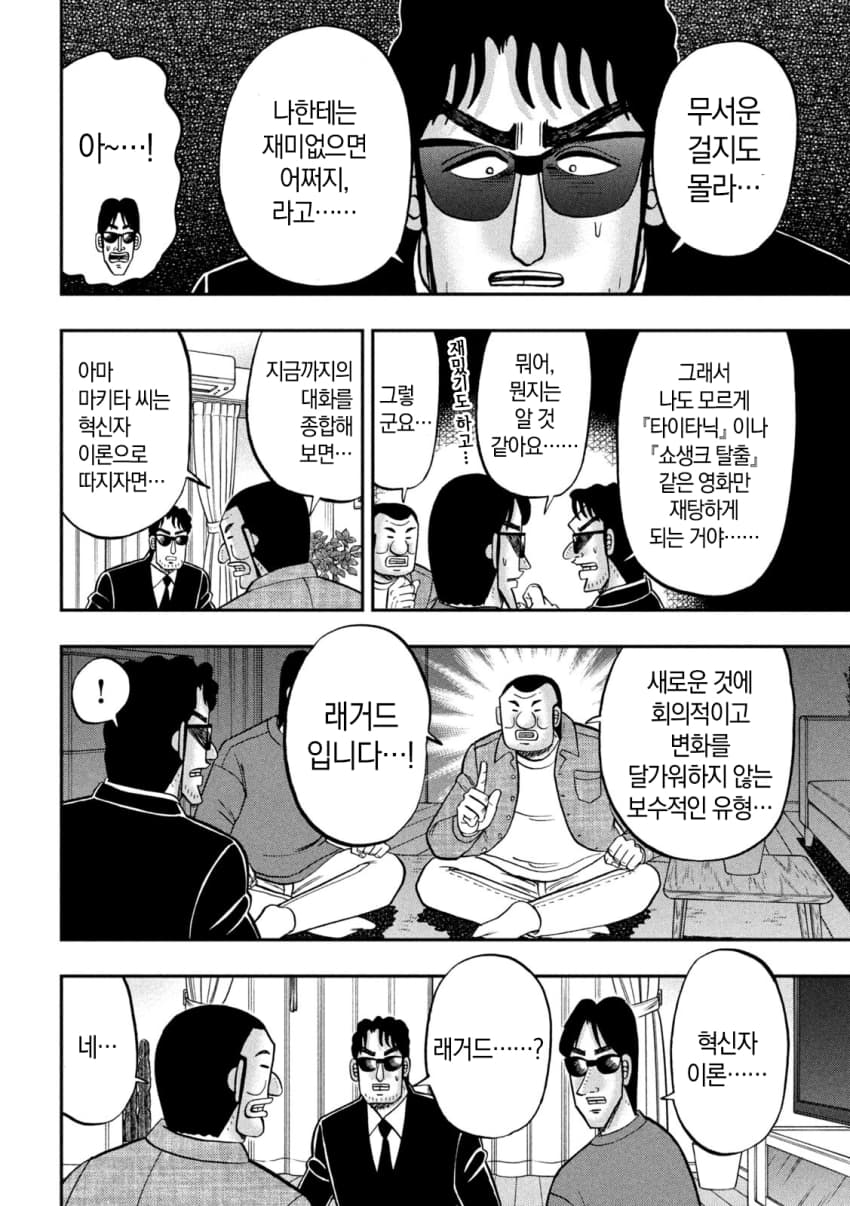 무서운
걸지도
몰라…
나한테는
재미없으면
어쩌지,
라고……
아~…!
그래서
나도 모르게
『타이타닉』이나
『쇼생크 탈출』
같은 영화만
재탕하게
되는 거야……
뭐어,
뭔지는
알 것
같아요……
재밌기도 하고…
그렇
군요…
지금까지의
대화를
종합해
보면…
아마
마키타 씨는
혁신자
이론으로
따지자면…
새로운 것에
회의적이고
변화를
달가워하지 않는
보수적인 유형…
래거드
입니다…!
!
혁신자
이론……
래거드……?
네…